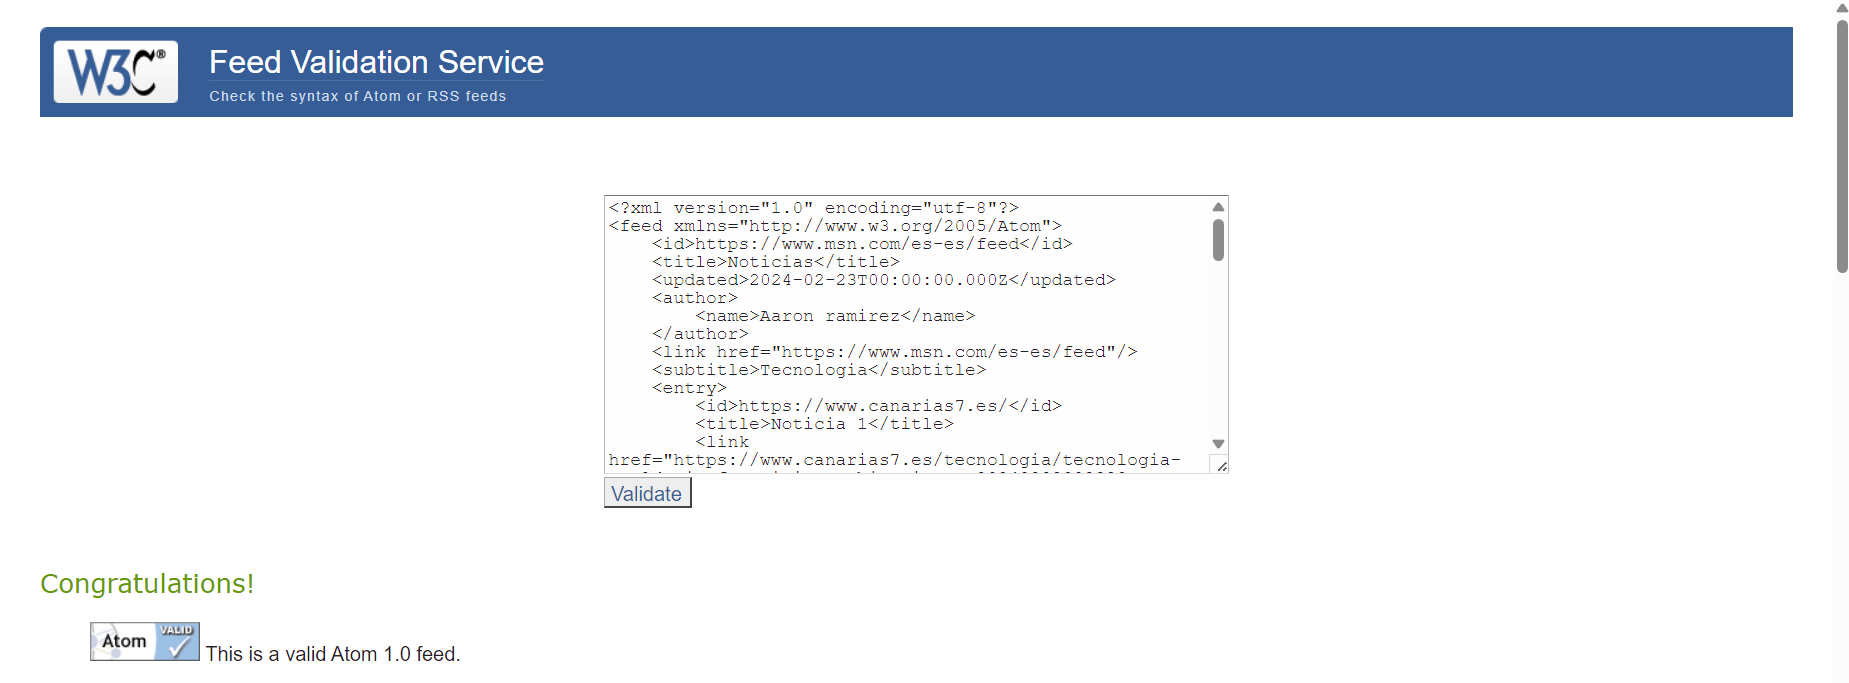 W3C®
Feed Validation Service
Check the syntax of Atom or RSS feeds
<?xml version="1.0" encoding="utf-8"?>
<feed xmlns="http://www.w3.org/2005/Atom">
<id>https://www.msn.com/es-es/feed</id>
<title>Noticias</title>
<updated>2024-02-23T00:00:00.000Z</updated>
<author>
<name>Aaron ramirez</name>
</author>
<link href="https://www.msn.com/es-es/feed"/>
<subtitle>Tecnologia</subtitle>
<entry>
<id>https://www.canarias7.es/</id>
<title>Noticia 1</title>
<link
href="https://www.canarias7.es/tecnologia/tecnologia-
Validate
Congratulations!
Atom VALID
This is a valid Atom 1.0 feed.